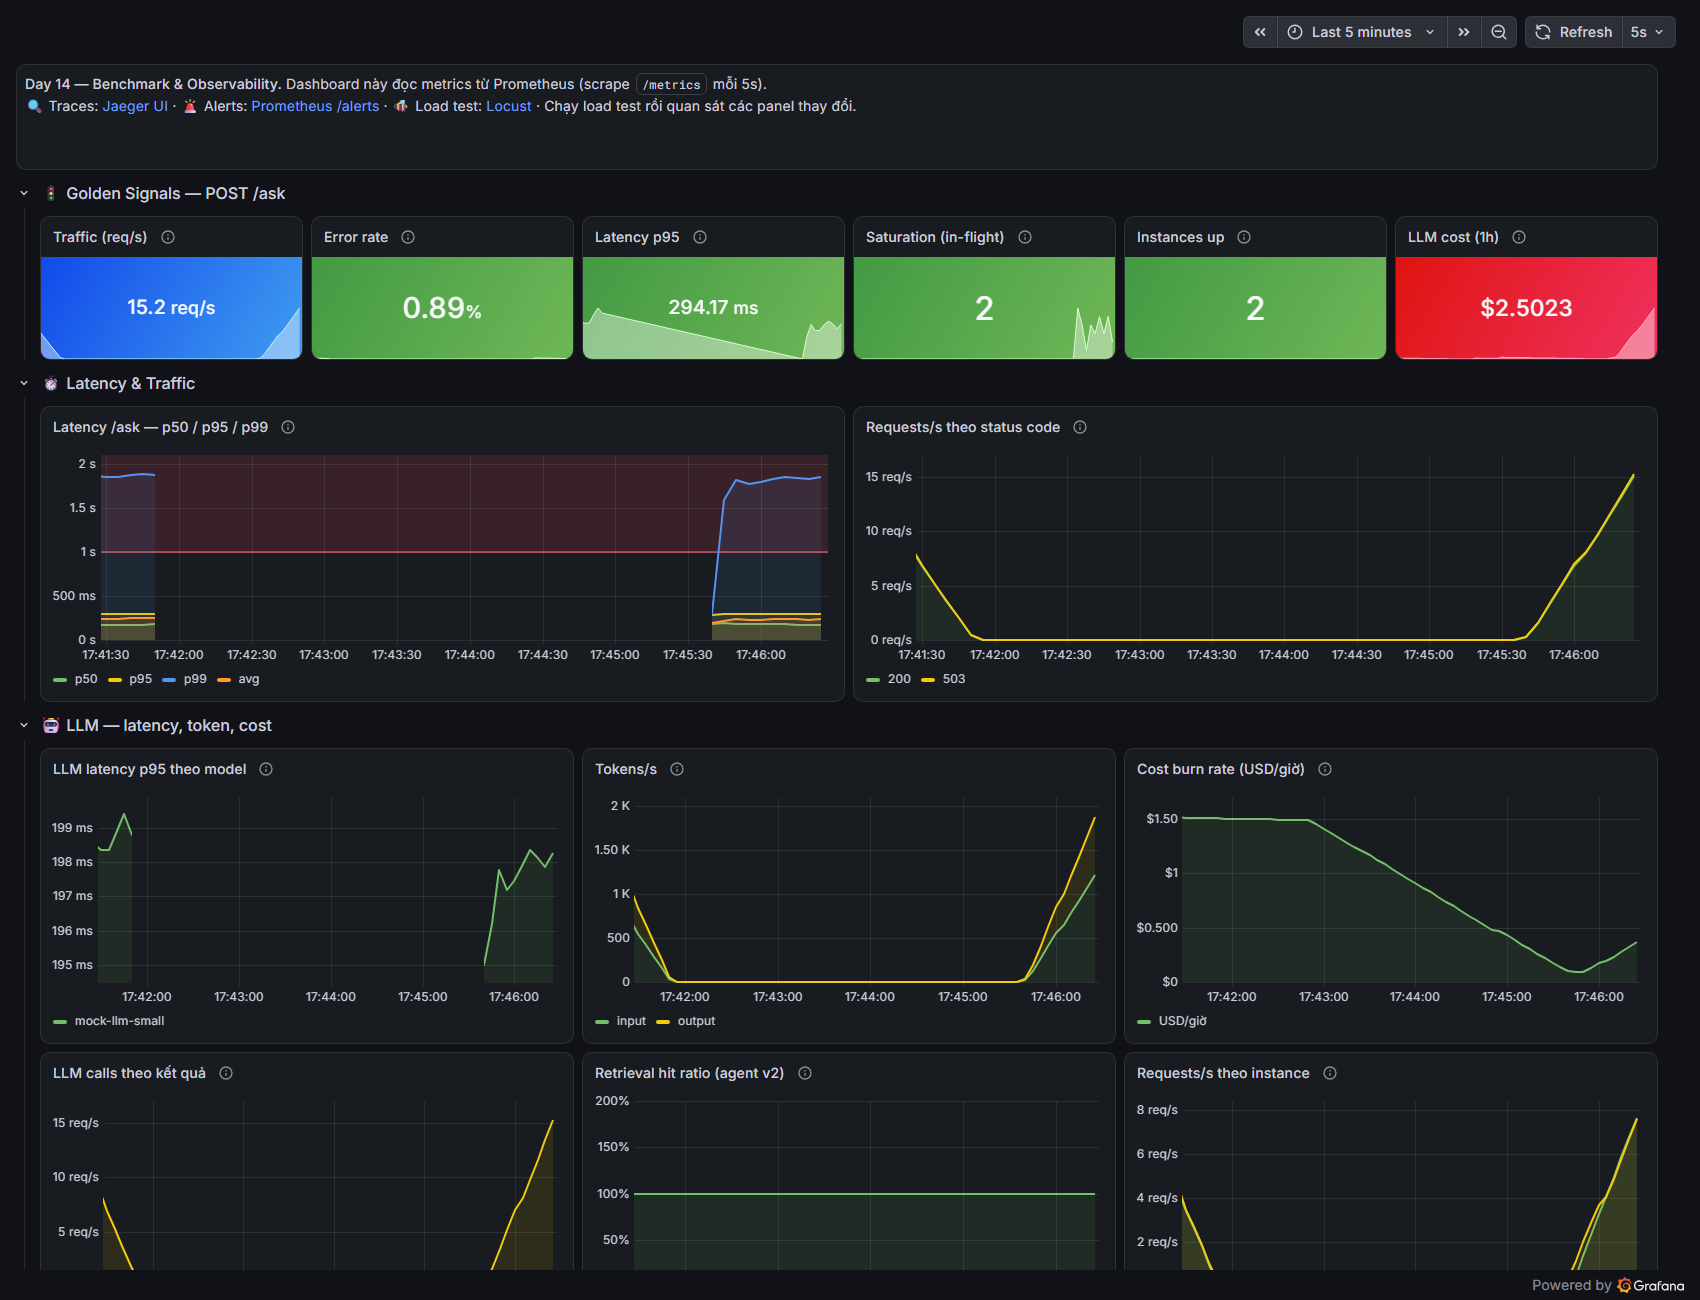 Last 5 minutes
Refresh
5s
Day 14 — Benchmark & Observability. Dashboard này đọc metrics từ Prometheus (scrape /metrics mỗi 5s).
Traces: Jaeger UI · Alerts: Prometheus /alerts · Load test: Locust · Chạy load test rồi quan sát các panel thay đổi.
Golden Signals — POST /ask
Traffic (req/s)
15.2 req/s
Error rate
0.89%
Latency p95
294.17 ms
Saturation (in-flight)
2
Instances up
2
LLM cost (1h)
$2.5023
Latency & Traffic
Latency /ask — p50 / p95 / p99
2 s
1.5 s
1 s
500 ms
0 s
17:41:30 17:42:00 17:42:30 17:43:00 17:43:30 17:44:00 17:44:30 17:45:00 17:45:30 17:46:00
p50 p95 p99 avg
Requests/s theo status code
15 req/s
10 req/s
5 req/s
0 req/s
17:41:30 17:42:00 17:42:30 17:43:00 17:43:30 17:44:00 17:44:30 17:45:00 17:45:30 17:46:00
200 503
LLM — latency, token, cost
LLM latency p95 theo model
199 ms
198 ms
197 ms
196 ms
195 ms
17:42:00 17:43:00 17:44:00 17:45:00 17:46:00
mock-llm-small
Tokens/s
2 K
1.50 K
1 K
500
0
17:42:00 17:43:00 17:44:00 17:45:00 17:46:00
input output
Cost burn rate (USD/giờ)
$1.50
$1
$0.500
$0
17:42:00 17:43:00 17:44:00 17:45:00 17:46:00
USD/giờ
LLM calls theo kết quả
15 req/s
10 req/s
5 req/s
Retrieval hit ratio (agent v2)
200%
150%
100%
50%
Requests/s theo instance
8 req/s
6 req/s
4 req/s
2 req/s
Powered by Grafana